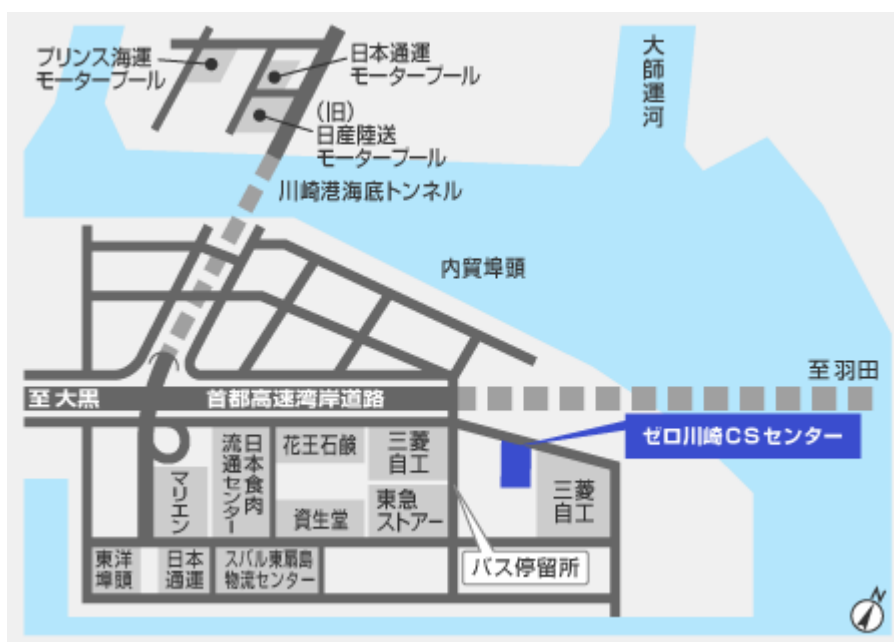 プリンス海運
モータープール
日本通運
モータープール
(旧)
日産陸送
モータープール
大師運河
川崎港海底トンネル
内貿埠頭
至羽田
至大黒
首都高速湾岸道路
ゼロ川崎CSセンター
マリエン
日本食肉
流通センター
花王石鹸
三菱
自工
資生堂
東急
ストアー
三菱
自工
東洋
埠頭
日本
通運
スバル東扇島
物流センター
バス停留所
N